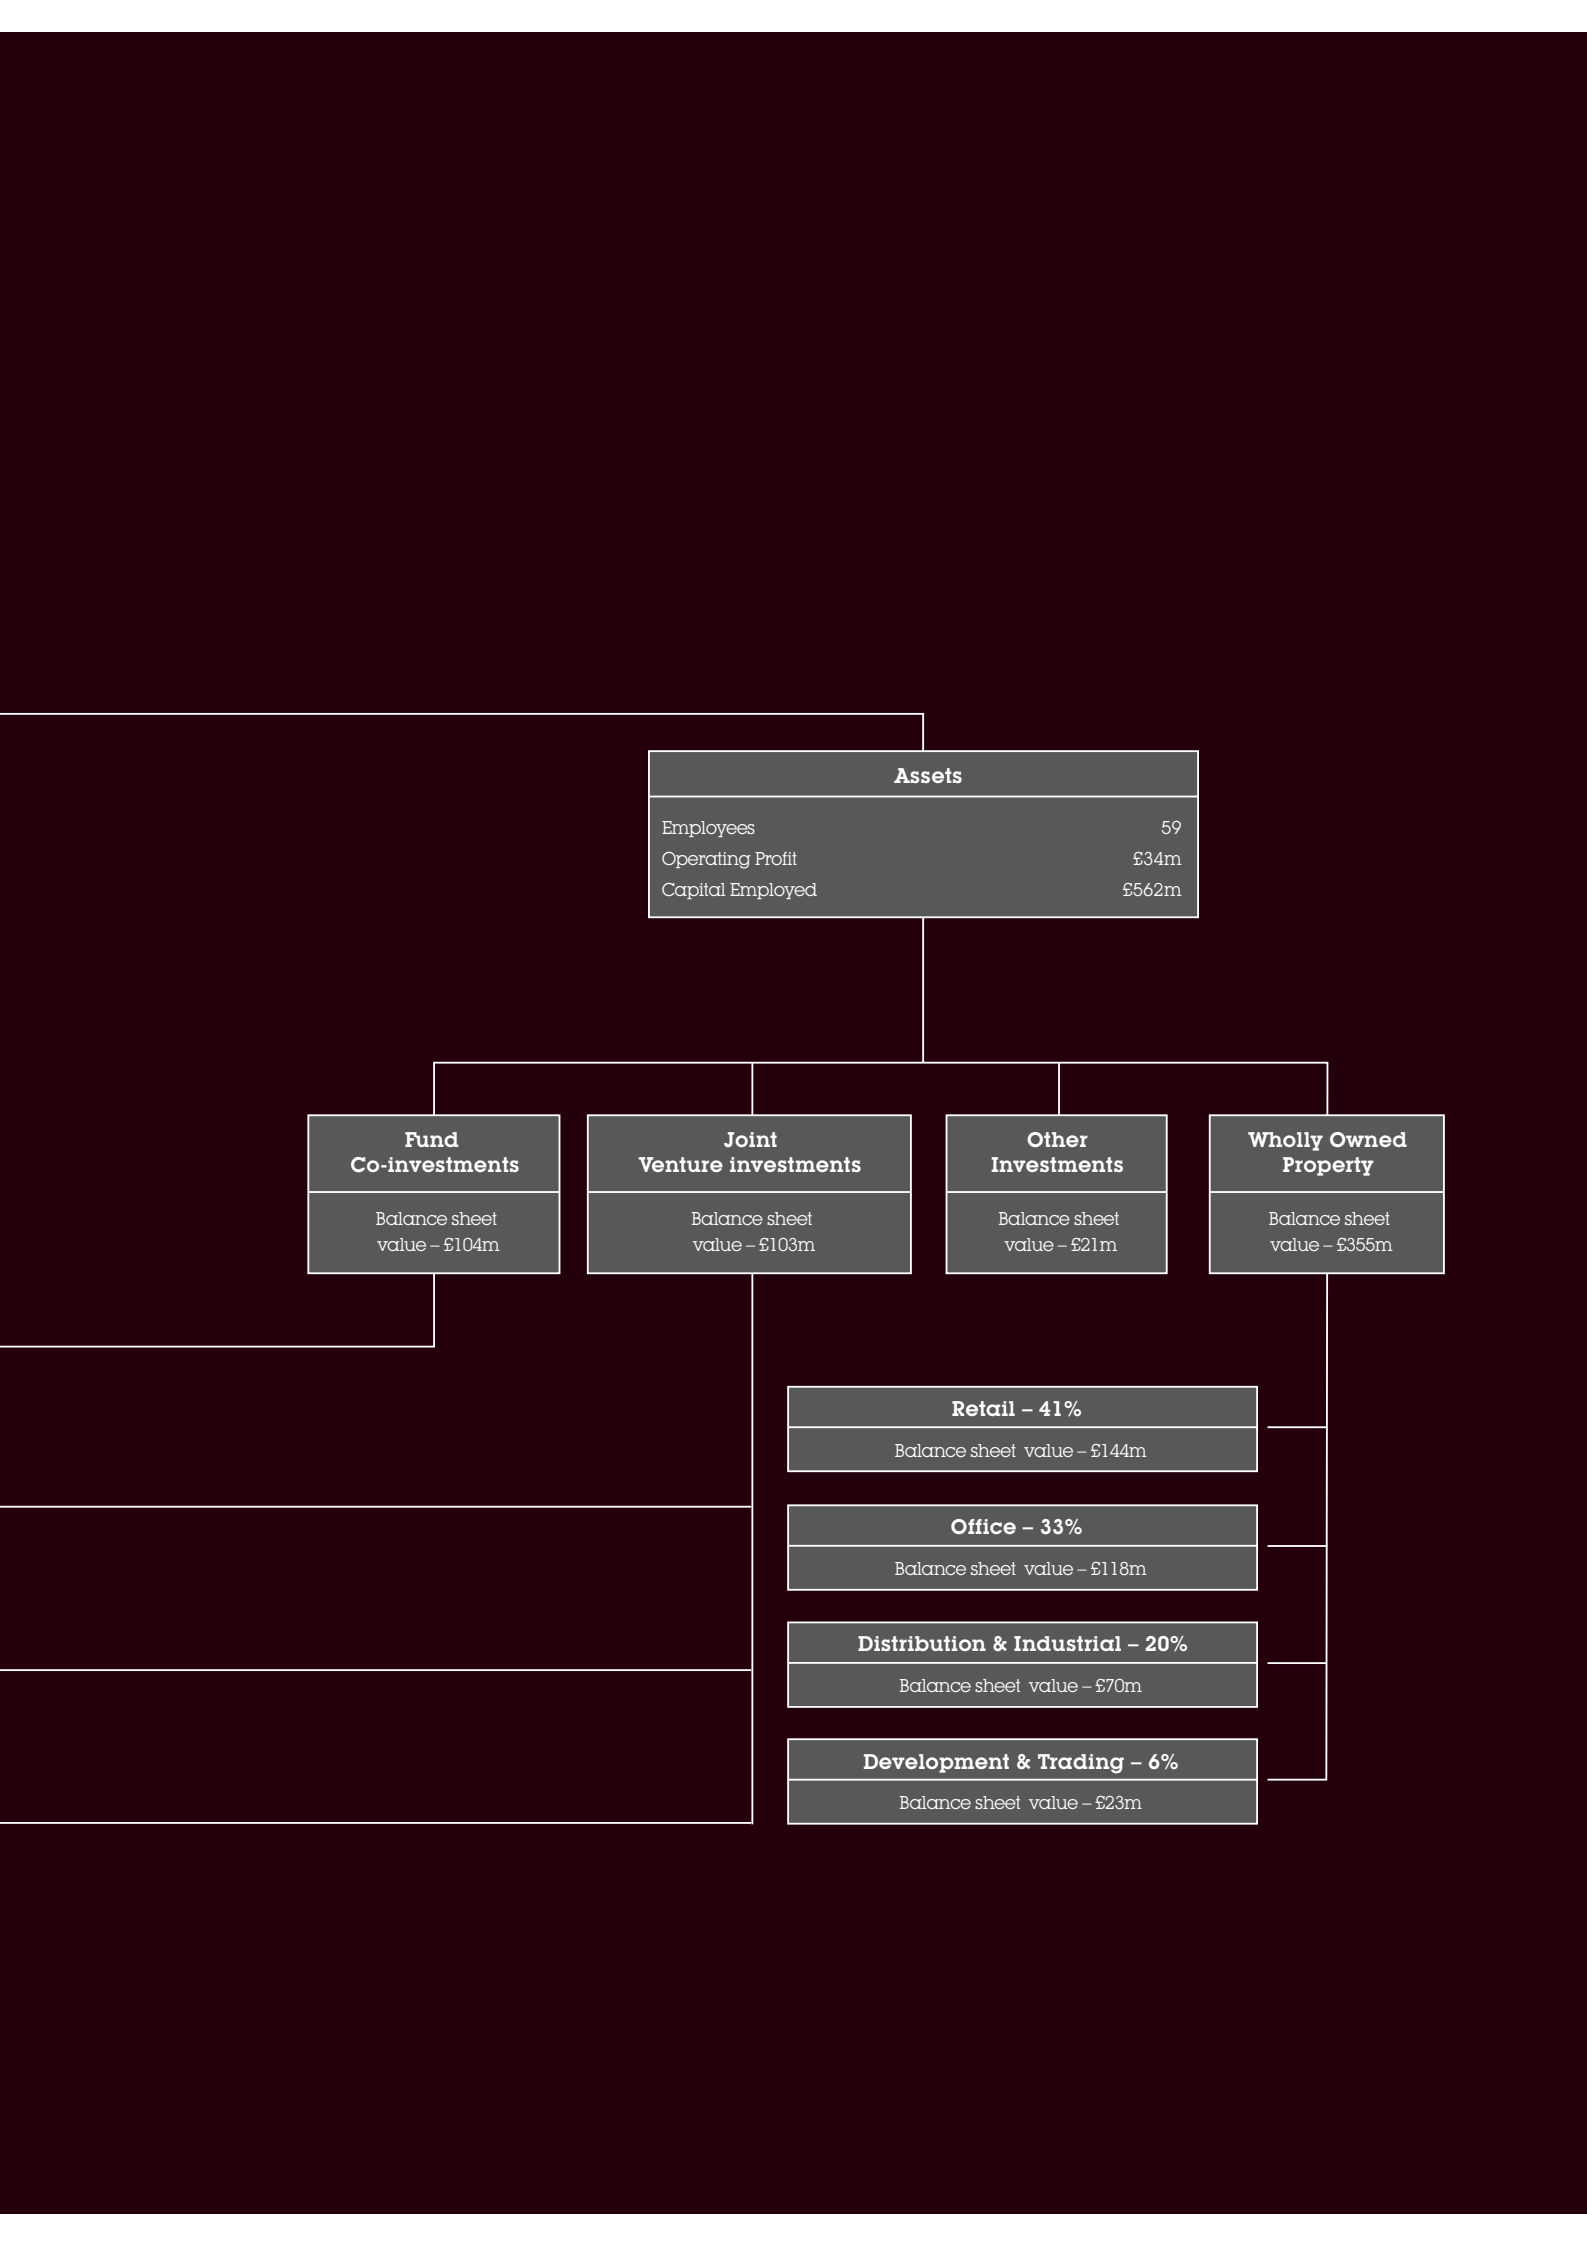 Assets
Employees 59
Operating Profit £34m
Capital Employed £562m
Fund
Co-investments
Balance sheet
value – £104m
Joint
Venture investments
Balance sheet
value – £103m
Other
Investments
Balance sheet
value – £21m
Wholly Owned
Property
Balance sheet
value – £355m
Retail – 41%
Balance sheet value – £144m
Office – 33%
Balance sheet value – £118m
Distribution & Industrial – 20%
Balance sheet value – £70m
Development & Trading – 6%
Balance sheet value – £23m